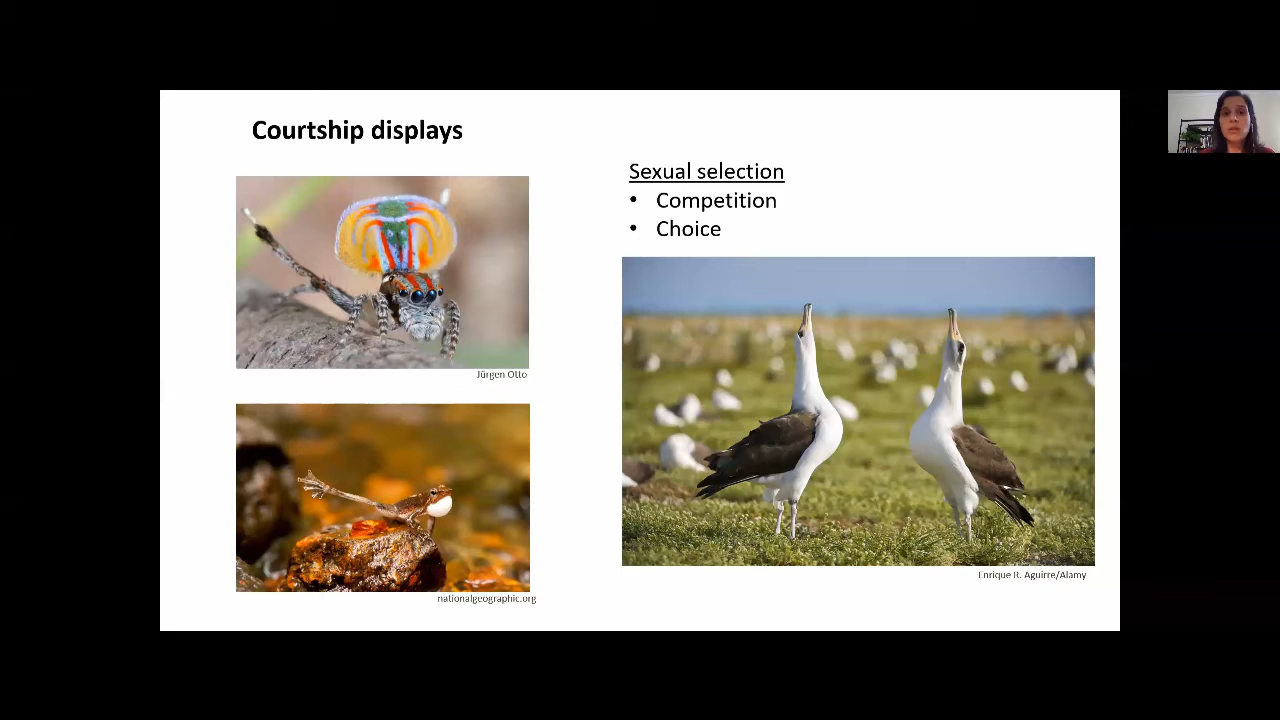 Courtship displays
Sexual selection
• Competition
• Choice
Jürgen Otto
Enrique R. Aguirre/Alamy
nationalgeographic.org